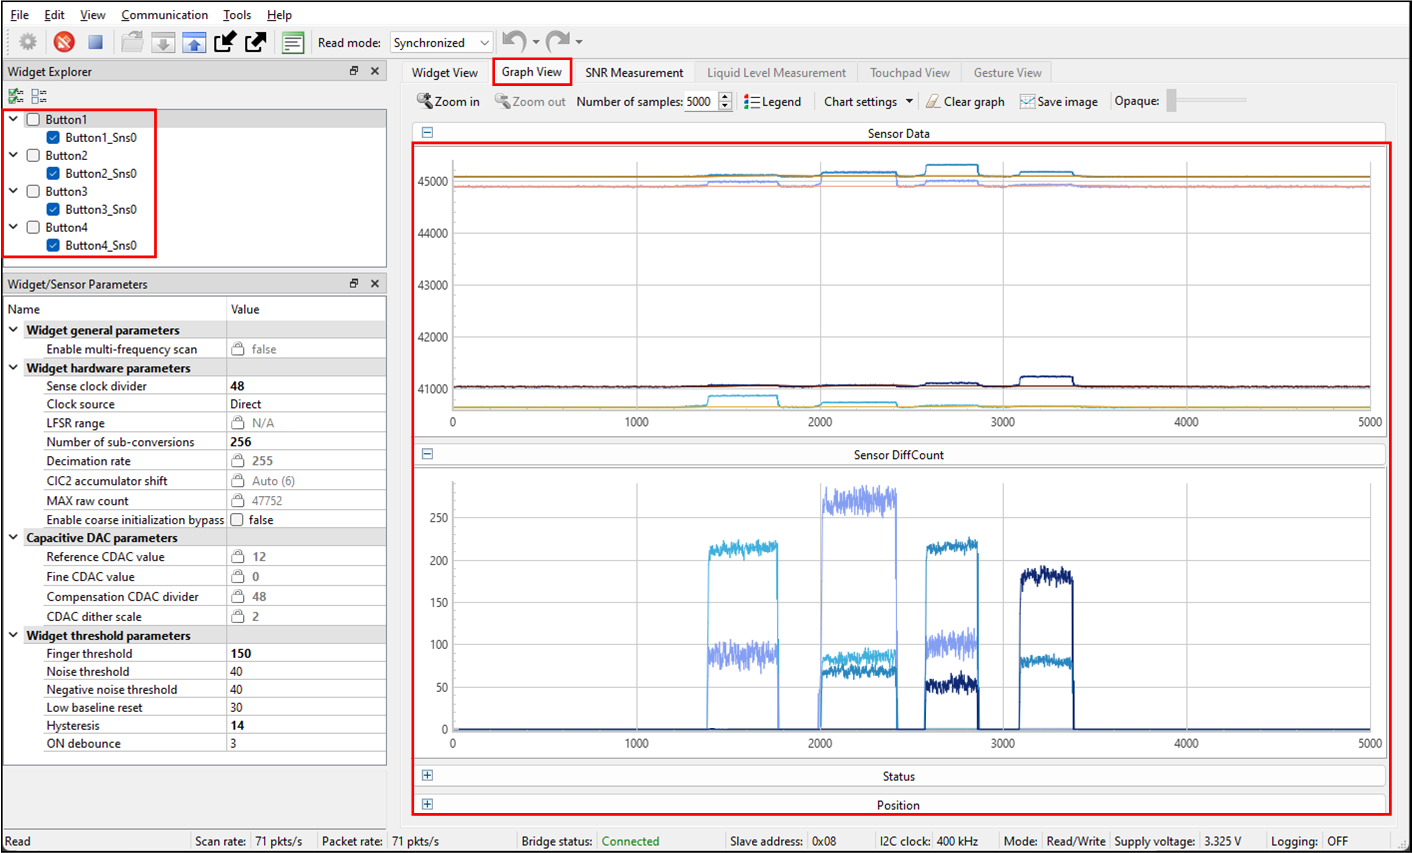 File Edit View Communication Tools Help
Read mode: Synchronized
Widget Explorer
Button1
Button1_Sns0
Button2
Button2_Sns0
Button3
Button3_Sns0
Button4
Button4_Sns0
Widget/Sensor Parameters
Name Value
Widget general parameters
Enable multi-frequency scan false
Widget hardware parameters
Sense clock divider 48
Clock source Direct
LFSR range N/A
Number of sub-conversions 256
Decimation rate 255
CIC2 accumulator shift Auto (6)
MAX raw count 47752
Enable coarse initialization bypass false
Capacitive DAC parameters
Reference CDAC value 12
Fine CDAC value 0
Compensation CDAC divider 48
CDAC dither scale 2
Widget threshold parameters
Finger threshold 150
Noise threshold 40
Negative noise threshold 40
Low baseline reset 30
Hysteresis 14
ON debounce 3
Widget View Graph View SNR Measurement Liquid Level Measurement Touchpad View Gesture View
Zoom in Zoom out Number of samples: 5000 Legend Chart settings Clear graph Save image Opaque:
Sensor Data
45000
44000
43000
42000
41000
0 1000 2000 3000 4000 5000
Sensor DiffCount
250
200
150
100
50
0
0 1000 2000 3000 4000 5000
Status
Position
Read Scan rate: 71 pkts/s Packet rate: 71 pkts/s Bridge status: Connected Slave address: 0x08 I2C clock: 400 kHz Mode: Read/Write Supply voltage: 3.325 V Logging: OFF